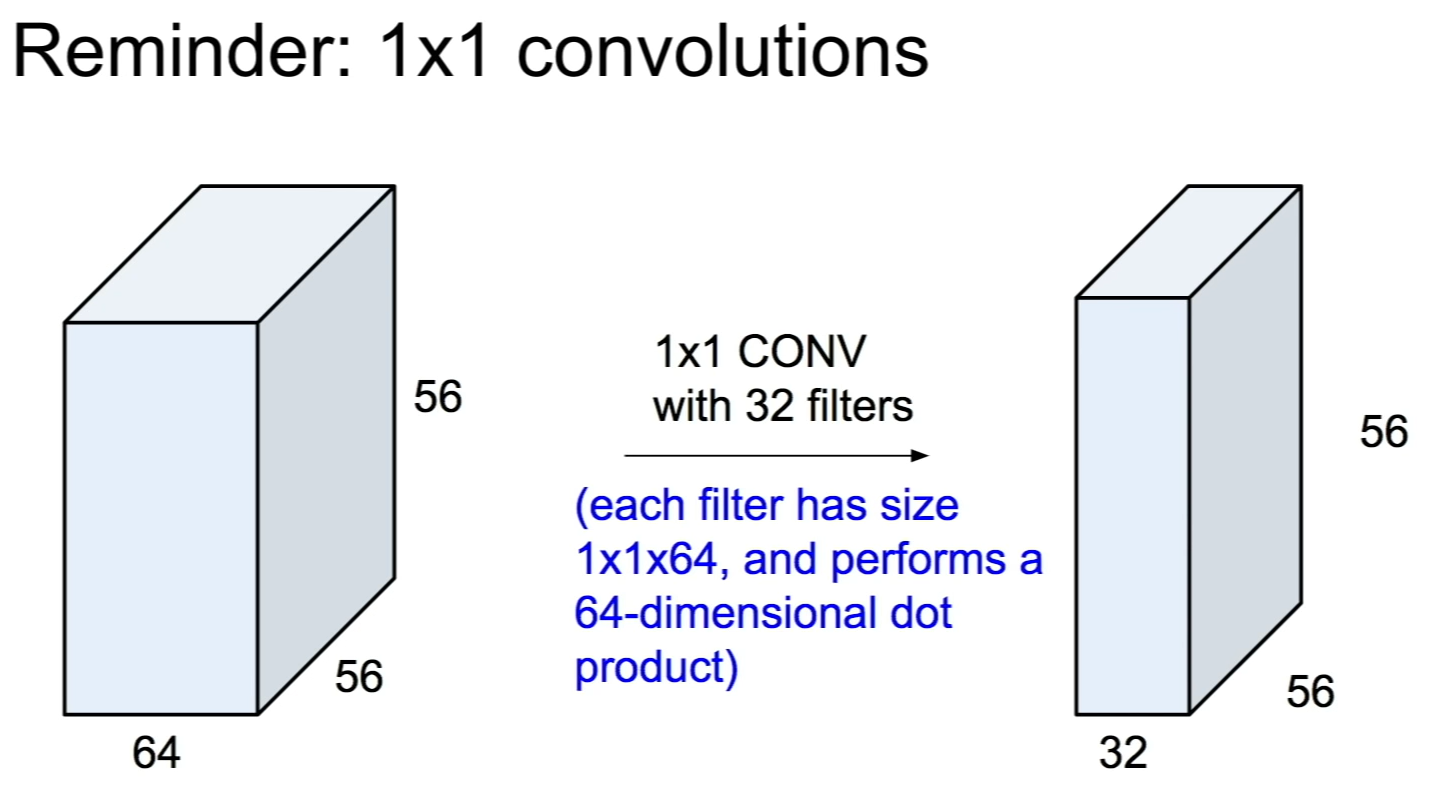 Reminder: 1x1 convolutions
56
56
64
1x1 CONV
with 32 filters
(each filter has size
1x1x64, and performs a
64-dimensional dot
product)
56
56
32